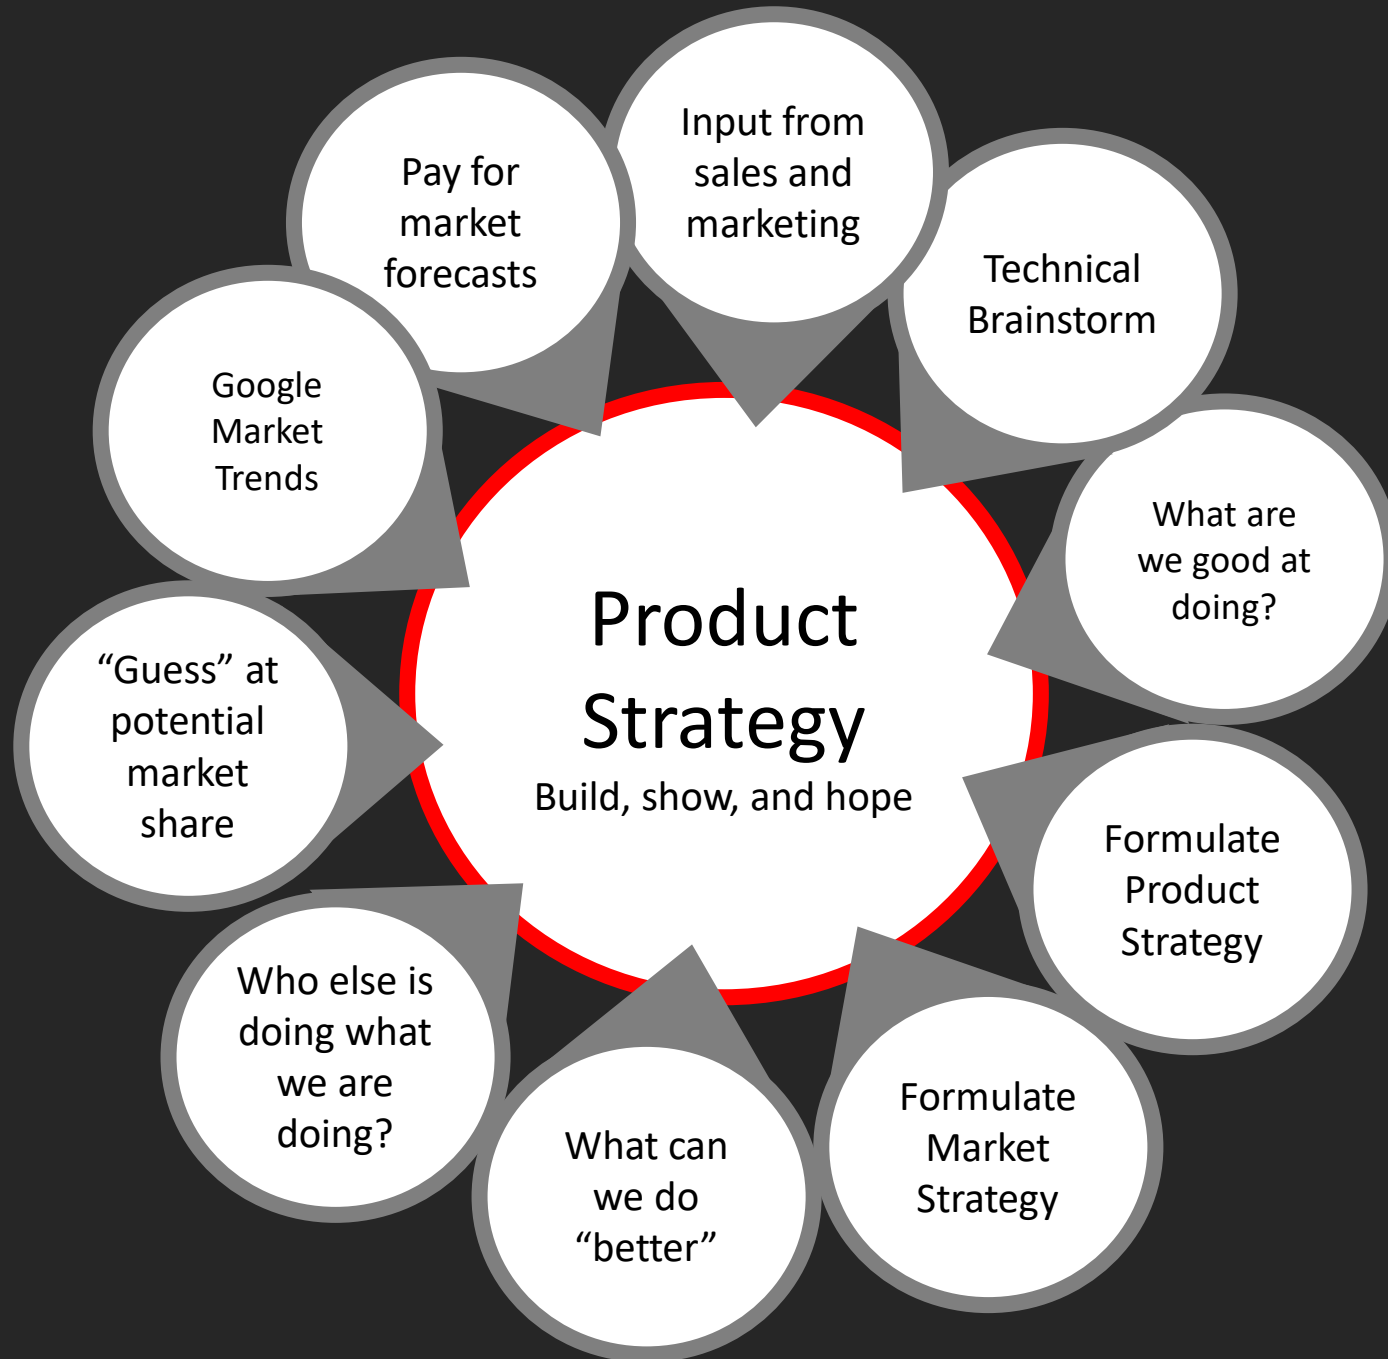 Input from
sales and
marketing
Technical
Brainstorm
What are
we good at
doing?
Formulate
Product
Strategy
Formulate
Market
Strategy
What can
we do
“better”
Who else is
doing what
we are
doing?
“Guess” at
potential
market
share
Google
Market
Trends
Pay for
market
forecasts
Product
Strategy
Build, show, and hope